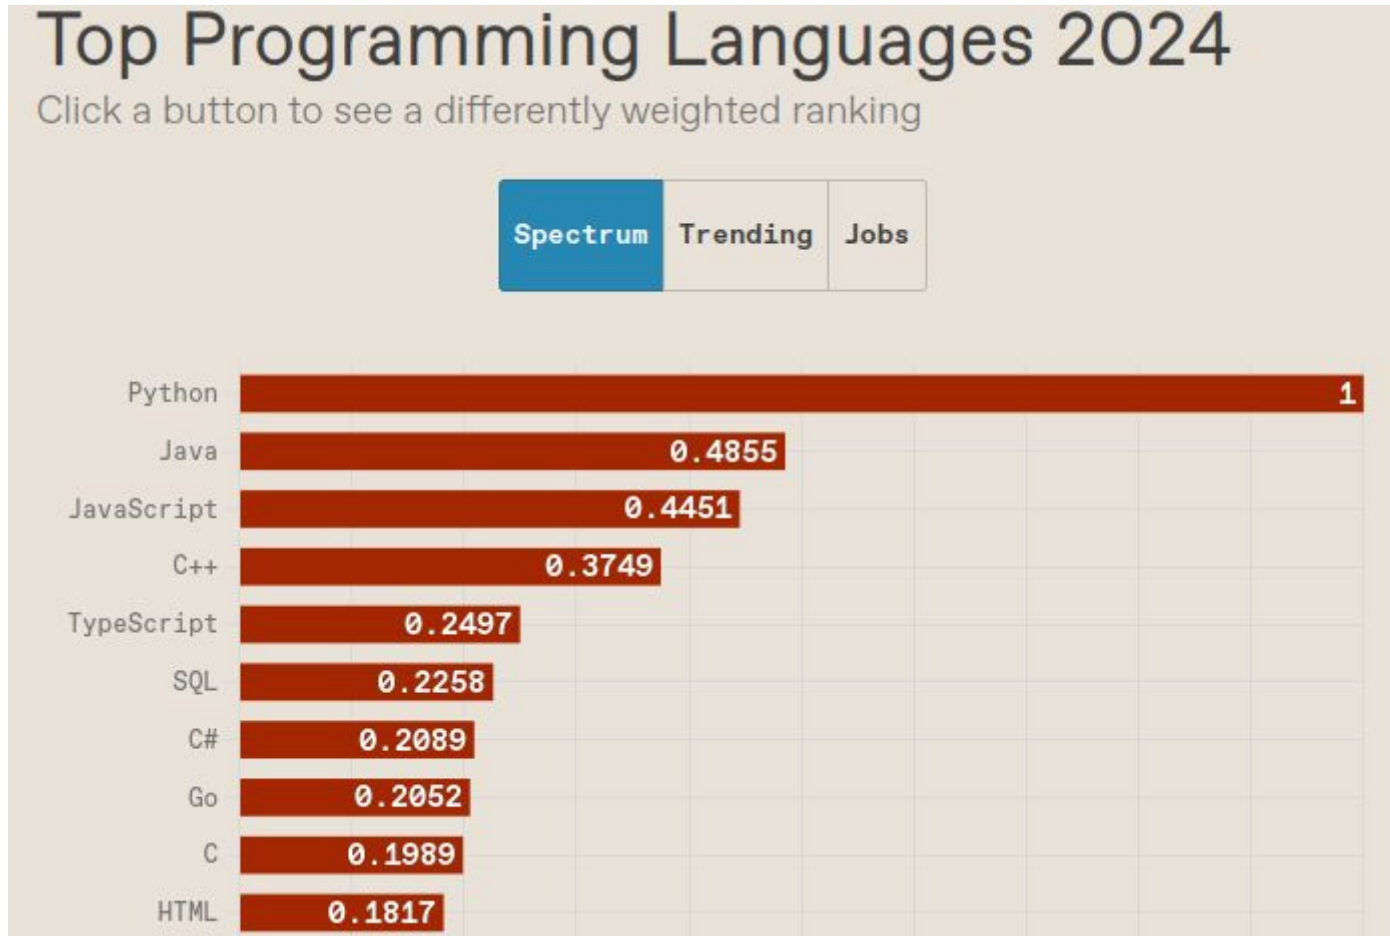 Top Programming Languages 2024
Click a button to see a differently weighted ranking
Spectrum Trending Jobs
Python 1
Java 0.4855
JavaScript 0.4451
C++ 0.3749
TypeScript 0.2497
SQL 0.2258
C# 0.2089
Go 0.2052
C 0.1989
HTML 0.1817